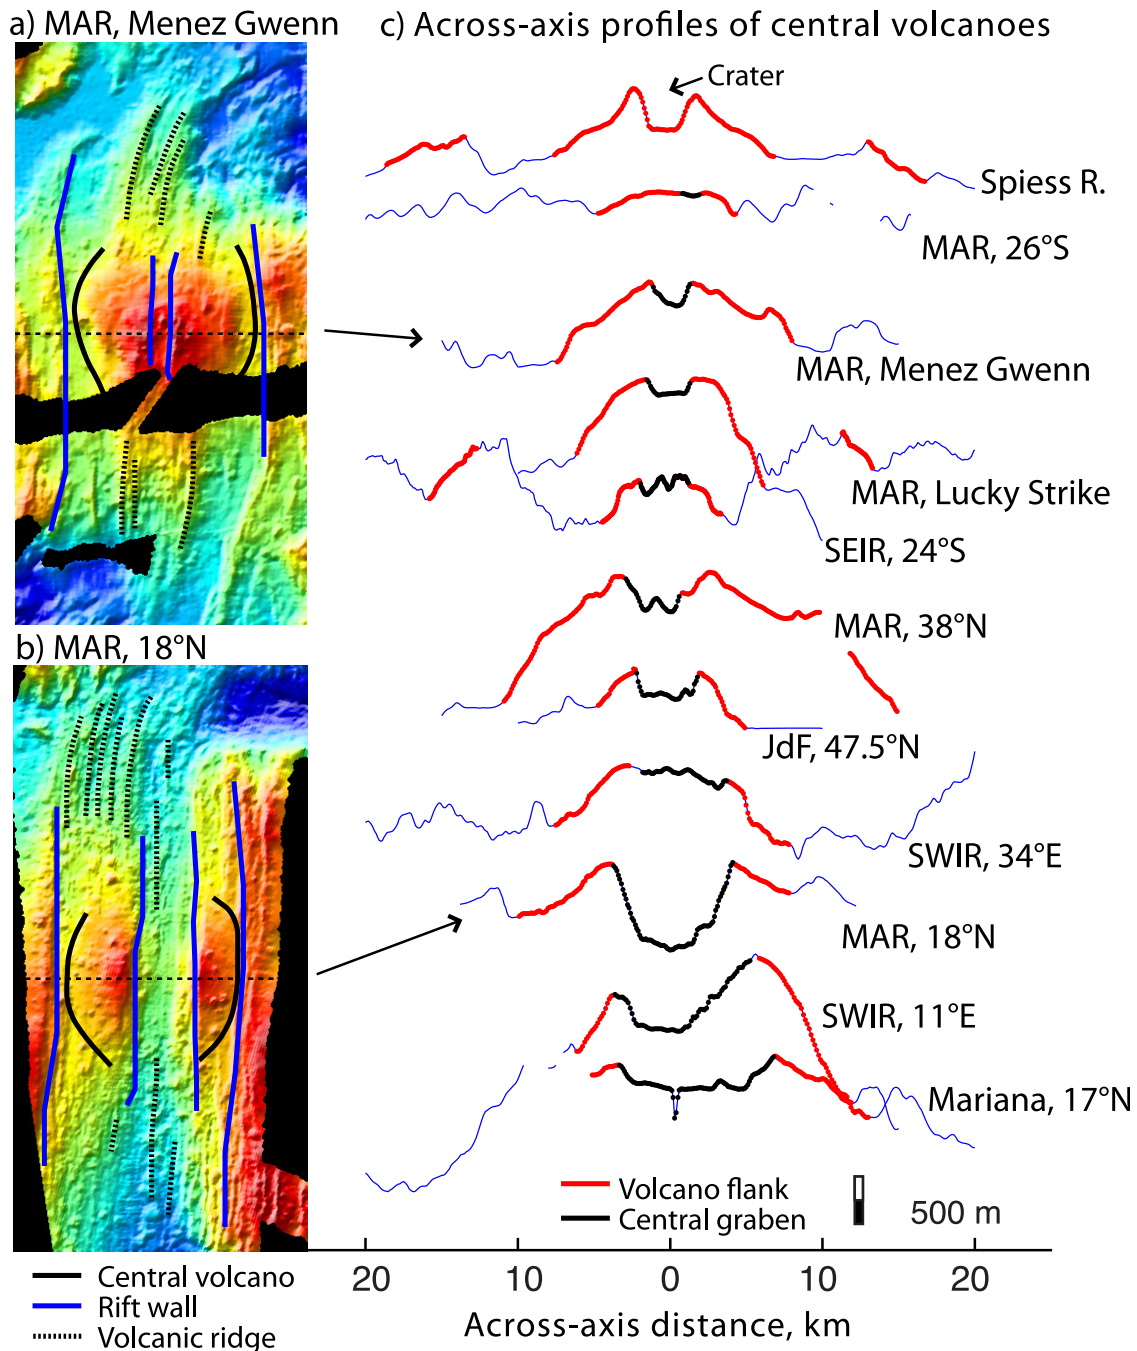 a) MAR, Menez Gwenn
c) Across-axis profiles of central volcanoes
Crater
Spiess R.
MAR, 26°S
MAR, Menez Gwenn
MAR, Lucky Strike
SEIR, 24°S
MAR, 38°N
b) MAR, 18°N
JdF, 47.5°N
SWIR, 34°E
MAR, 18°N
SWIR, 11°E
Mariana, 17°N
Volcano flank
Central graben
500 m
20 10 0 10 20
Across-axis distance, km
Central volcano
Rift wall
Volcanic ridge